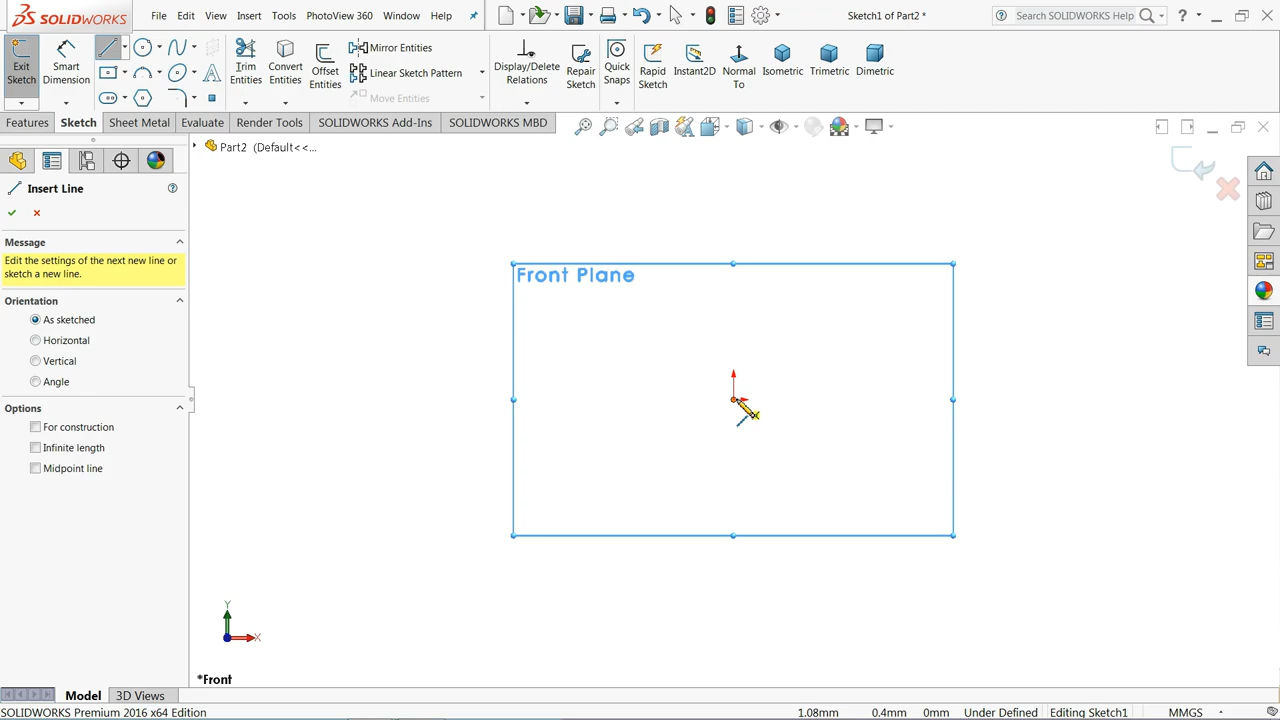 SOLIDWORKS File Edit View Insert Tools PhotoView 360 Window Help Sketch1 of Part2 * Search SOLIDWORKS Help ?
Exit Sketch
Smart Dimension
Trim Entities
Convert Entities
Offset Entities
Mirror Entities
Linear Sketch Pattern
Move Entities
Display/Delete Relations
Repair Sketch
Quick Snaps
Rapid Sketch
Instant2D
Normal To
Isometric
Trimetric
Dimetric
Features Sketch Sheet Metal Evaluate Render Tools SOLIDWORKS Add-Ins SOLIDWORKS MBD
Part2 (Default<<...
Insert Line
Message
Edit the settings of the next new line or
sketch a new line.
Orientation
As sketched
Horizontal
Vertical
Angle
Options
For construction
Infinite length
Midpoint line
Front Plane
Y
X
*Front
Model 3D Views
SOLIDWORKS Premium 2016 x64 Edition 1.08mm 0.4mm 0mm Under Defined Editing Sketch1 MMGS